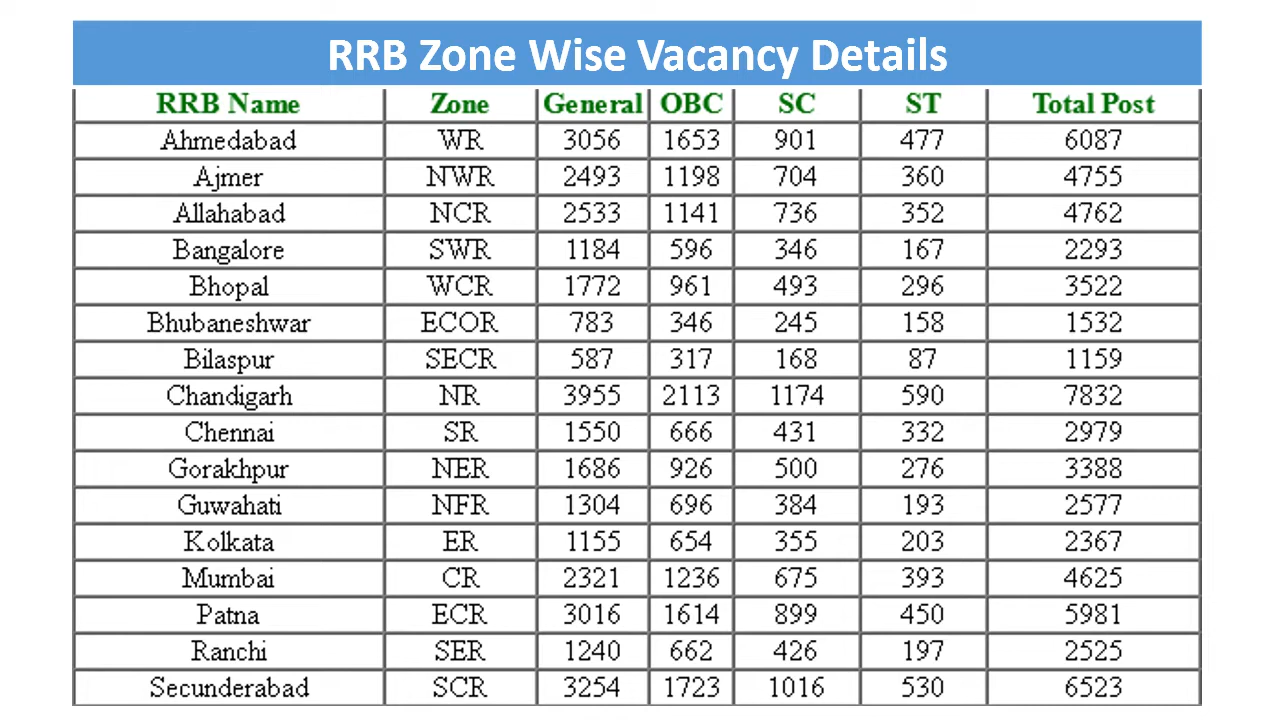 RRB Zone Wise Vacancy Details
RRB Name Zone General OBC SC ST Total Post
Ahmedabad WR 3056 1653 901 477 6087
Ajmer NWR 2493 1198 704 360 4755
Allahabad NCR 2533 1141 736 352 4762
Bangalore SWR 1184 596 346 167 2293
Bhopal WCR 1772 961 493 296 3522
Bhubaneshwar ECOR 783 346 245 158 1532
Bilaspur SECR 587 317 168 87 1159
Chandigarh NR 3955 2113 1174 590 7832
Chennai SR 1550 666 431 332 2979
Gorakhpur NER 1686 926 500 276 3388
Guwahati NFR 1304 696 384 193 2577
Kolkata ER 1155 654 355 203 2367
Mumbai CR 2321 1236 675 393 4625
Patna ECR 3016 1614 899 450 5981
Ranchi SER 1240 662 426 197 2525
Secunderabad SCR 3254 1723 1016 530 6523